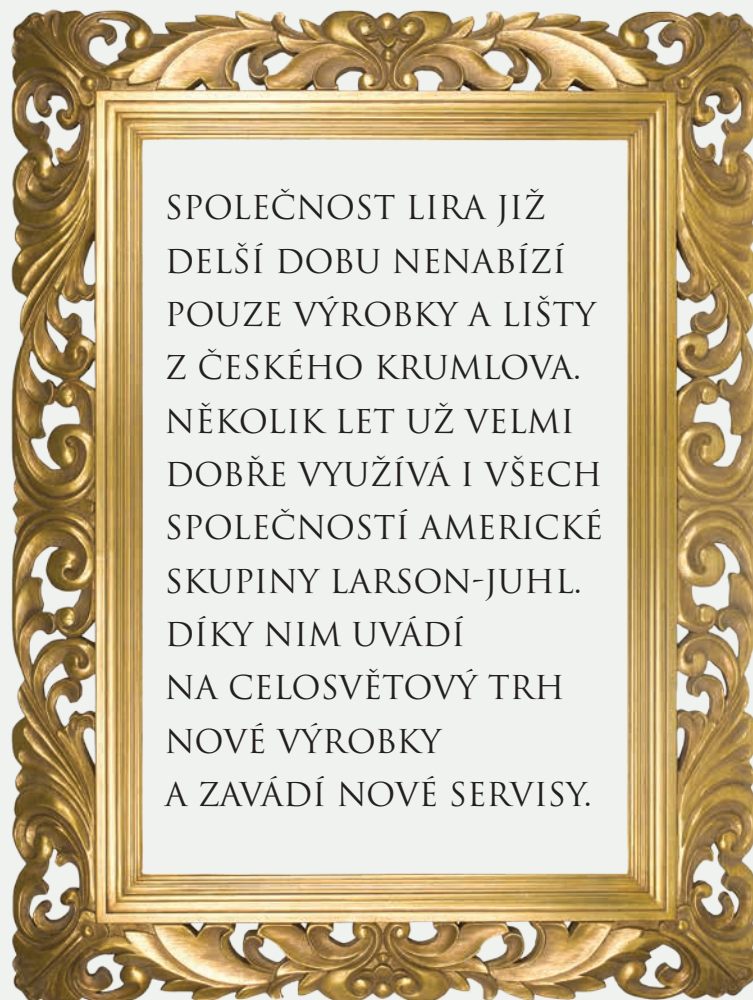 SPOLEČNOST LIRA JIŽ
DELŠÍ DOBU NENABÍZÍ
POUZE VÝROBKY A LIŠTY
Z ČESKÉHO KRUMLOVA.
NĚKOLIK LET UŽ VELMI
DOBŘE VYUŽÍVÁ I VŠECH
SPOLEČNOSTÍ AMERICKÉ
SKUPINY LARSON-JUHL.
DÍKY NIM UVÁDÍ
NA CELOSVĚTOVÝ TRH
NOVÉ VÝROBKY
A ZAVÁDÍ NOVÉ SERVISY.